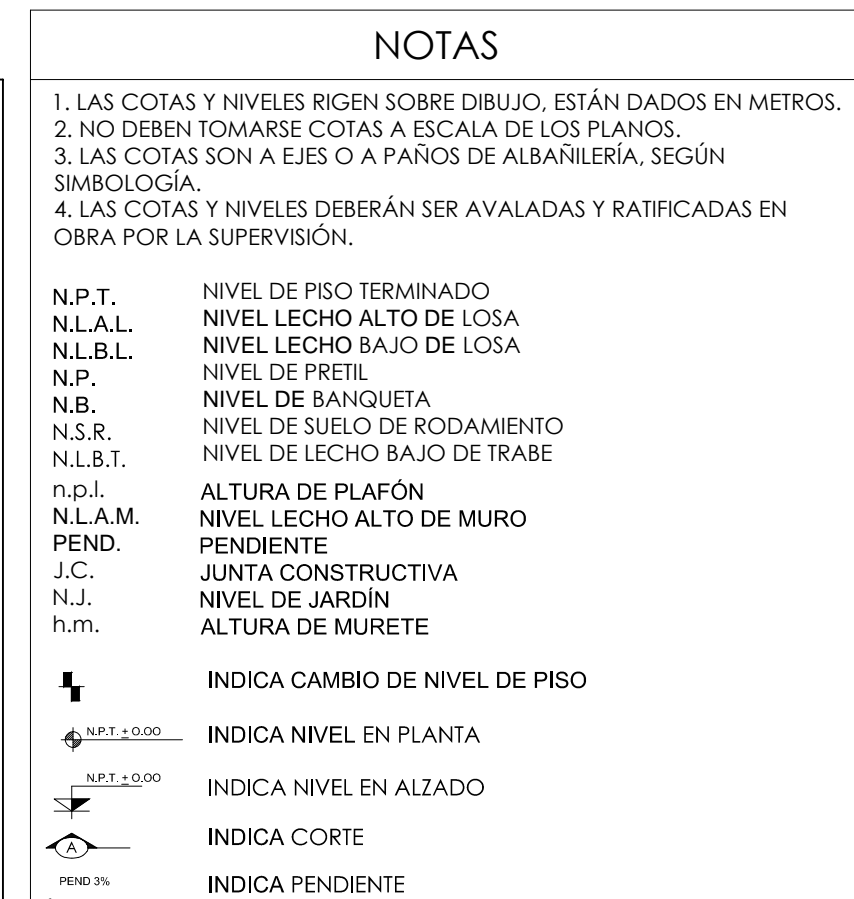 NOTAS
1. LAS COTAS Y NIVELES RIGEN SOBRE DIBUJO, ESTÁN DADOS EN METROS.
2. NO DEBEN TOMARSE COTAS A ESCALA DE LOS PLANOS.
3. LAS COTAS SON A EJES O A PAÑOS DE ALBAÑILERÍA, SEGÚN
SIMBOLOGÍA.
4. LAS COTAS Y NIVELES DEBERÁN SER AVALADAS Y RATIFICADAS EN
OBRA POR LA SUPERVISIÓN.
N.P.T. NIVEL DE PISO TERMINADO
N.L.A.L. NIVEL LECHO ALTO DE LOSA
N.L.B.L. NIVEL LECHO BAJO DE LOSA
N.P. NIVEL DE PRETIL
N.B. NIVEL DE BANQUETA
N.S.R. NIVEL DE SUELO DE RODAMIENTO
N.L.B.T. NIVEL DE LECHO BAJO DE TRABE
n.p.l. ALTURA DE PLAFÓN
N.L.A.M. NIVEL LECHO ALTO DE MURO
PEND. PENDIENTE
J.C. JUNTA CONSTRUCTIVA
N.J. NIVEL DE JARDÍN
h.m. ALTURA DE MURETE
INDICA CAMBIO DE NIVEL DE PISO
N.P.T. ± 0.00 INDICA NIVEL EN PLANTA
N.P.T. ± 0.00 INDICA NIVEL EN ALZADO
A INDICA CORTE
PEND 3% INDICA PENDIENTE